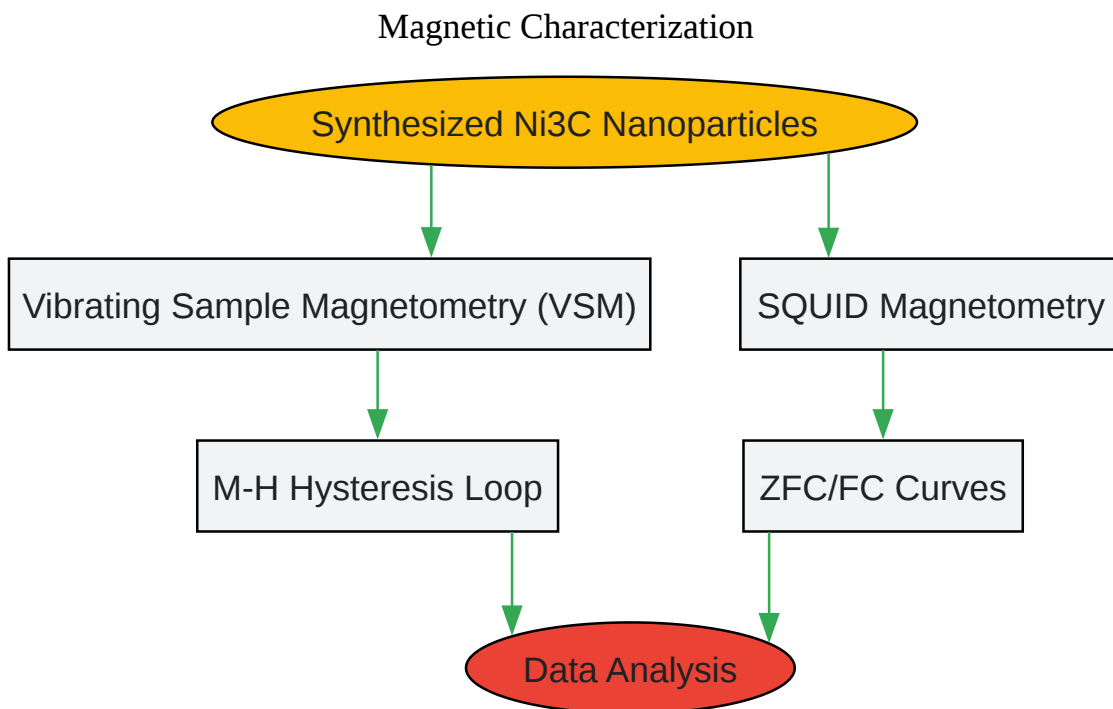 Magnetic Characterization
Synthesized Ni3C Nanoparticles
Vibrating Sample Magnetometry (VSM)
SQUID Magnetometry
M-H Hysteresis Loop
ZFC/FC Curves
Data Analysis